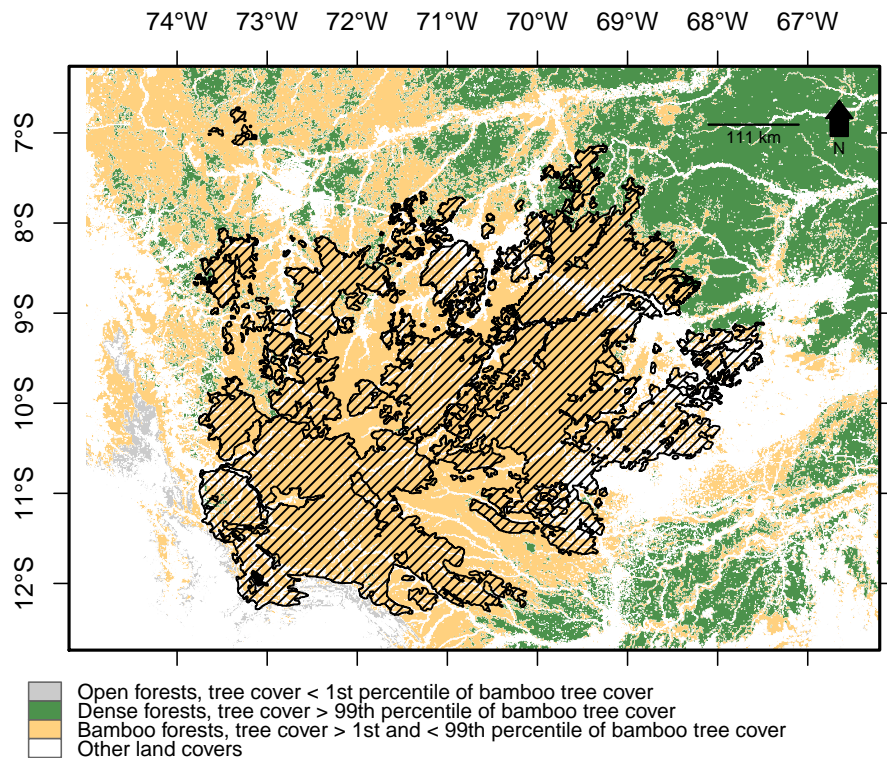 74°W 73°W 72°W 71°W 70°W 69°W 68°W 67°W
7°S
8°S
9°S
10°S
11°S
12°S
111 km
N
Open forests, tree cover < 1st percentile of bamboo tree cover
Dense forests, tree cover > 99th percentile of bamboo tree cover
Bamboo forests, tree cover > 1st and < 99th percentile of bamboo tree cover
Other land covers